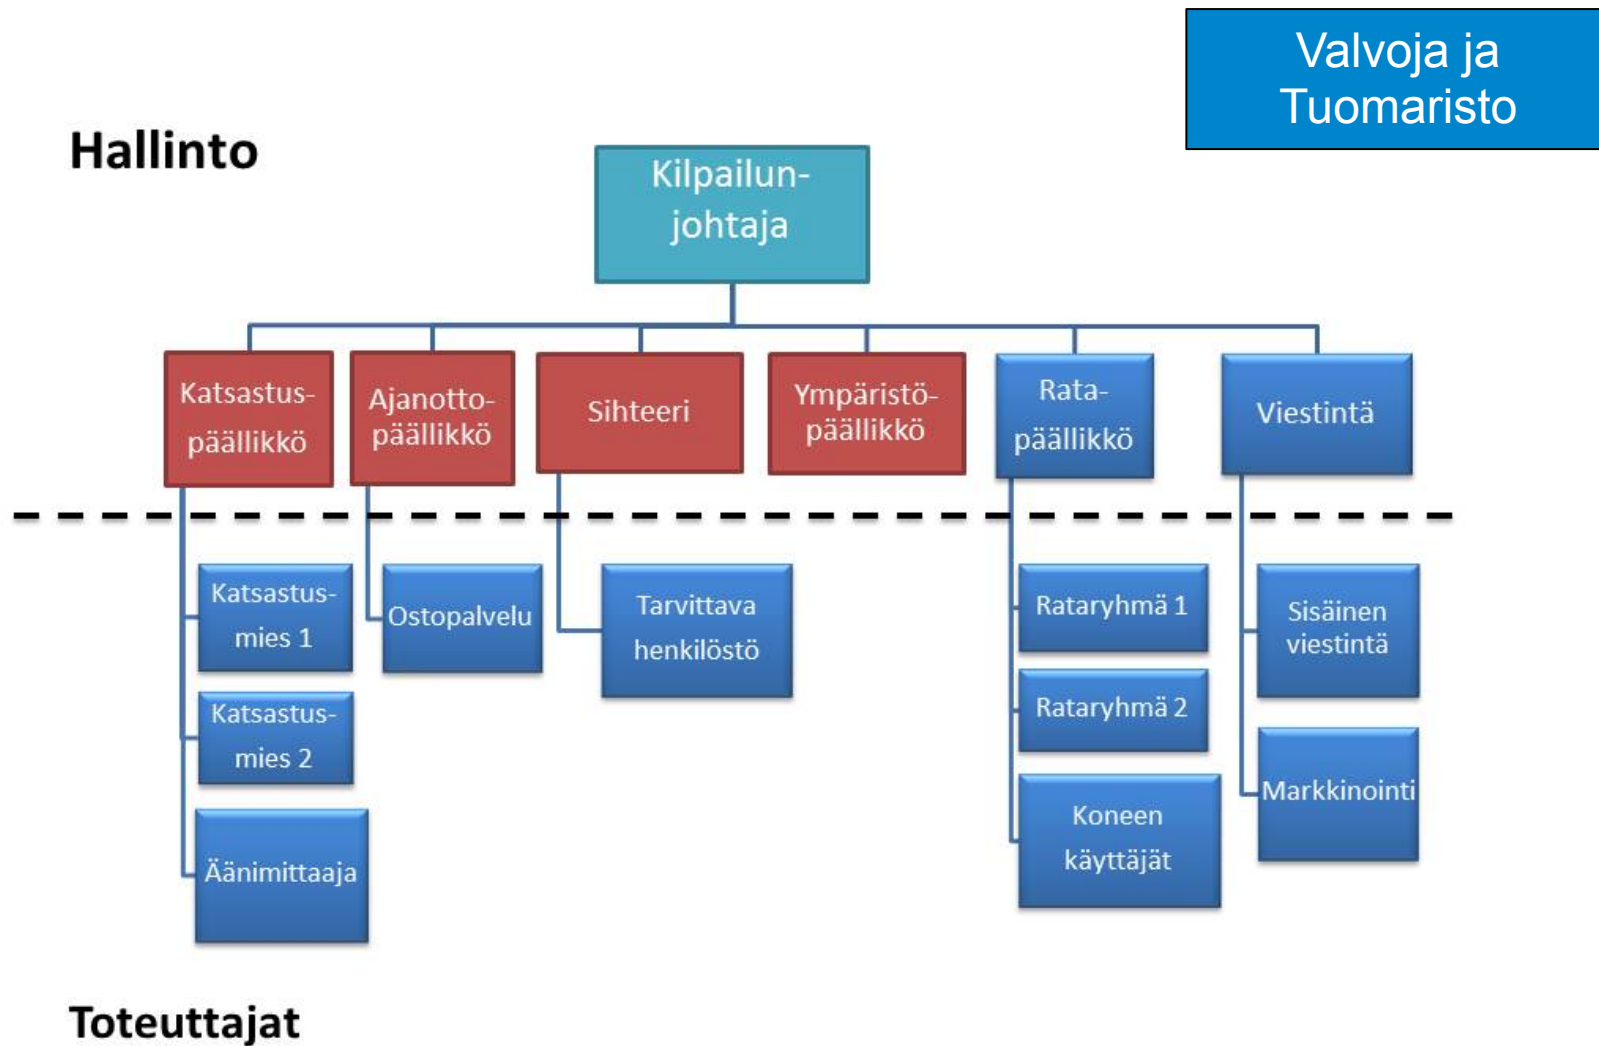 Valvoja ja
Tuomaristo
Hallinto
Kilpailun-
johtaja
Katsastus-
päällikkö
Ajanotto-
päällikkö
Sihteeri
Ympäristö-
päällikkö
Rata-
päällikkö
Viestintä
Katsastus-
mies 1
Ostopalvelu
Tarvittava
henkilöstö
Rataryhmä 1
Sisäinen
viestintä
Katsastus-
mies 2
Rataryhmä 2
Markkinointi
Äänimittaaja
Koneen
käyttäjät
Toteuttajat